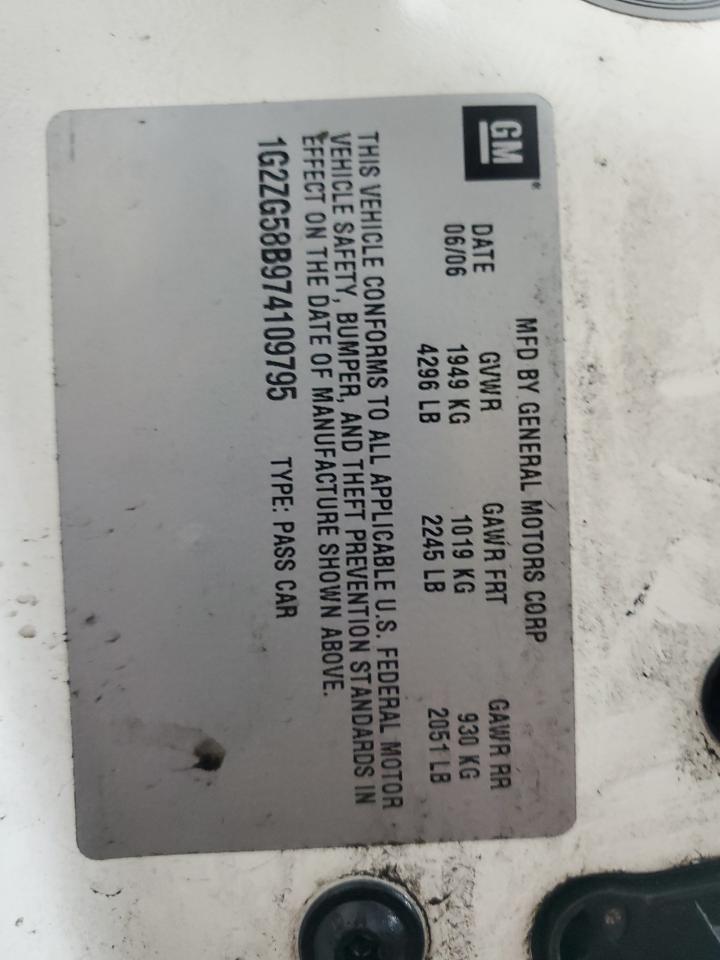 GM
MFD BY GENERAL MOTORS CORP
DATE GVWR GAWR FRT GAWR RR
06/06 1949 KG 1019 KG 930 KG
4296 LB 2245 LB 2051 LB
THIS VEHICLE CONFORMS TO ALL APPLICABLE U.S. FEDERAL MOTOR
VEHICLE SAFETY, BUMPER, AND THEFT PREVENTION STANDARDS IN
EFFECT ON THE DATE OF MANUFACTURE SHOWN ABOVE.
1G2ZG58B974109795 TYPE: PASS CAR